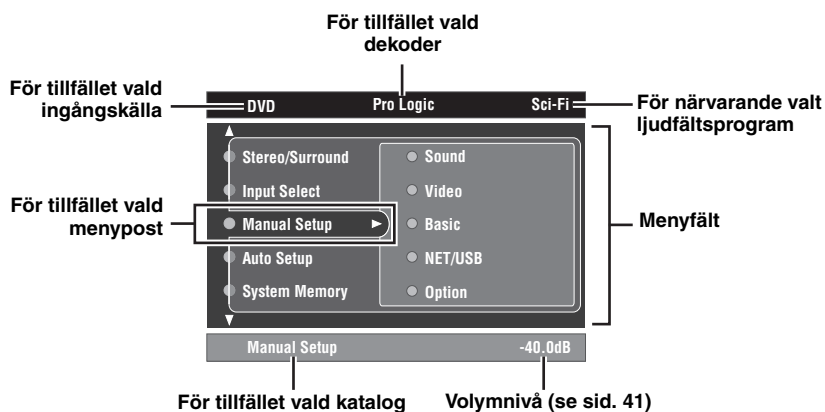 För tillfället vald
dekoder
För tillfället vald
ingångskälla
DVD
Pro Logic
Sci-Fi
För närvarande valt
ljudfältsprogram
Stereo/Surround
Input Select
Manual Setup
Auto Setup
System Memory
Sound
Video
Basic
NET/USB
Option
För tillfället vald
menypost
Menyfält
Manual Setup
-40.0dB
För tillfället vald katalog
Volymnivå (se sid. 41)